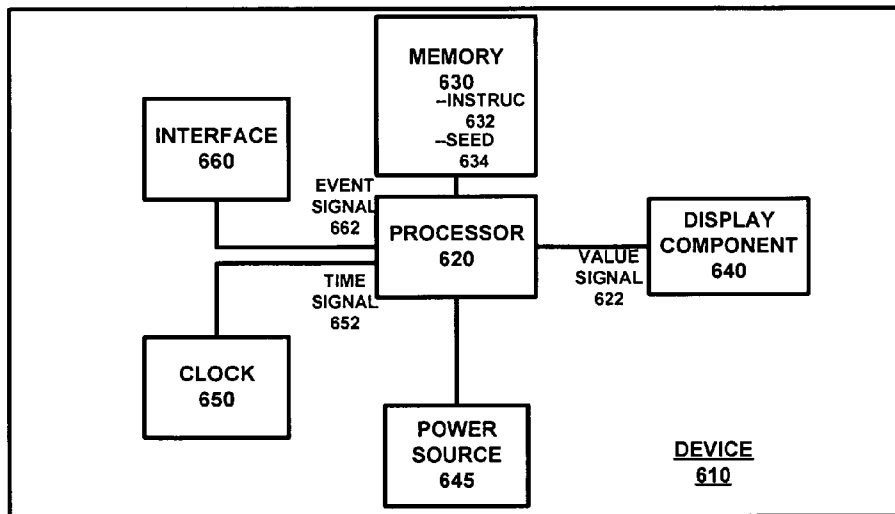 MEMORY
630
--INSTRUC
632
--SEED
634
INTERFACE
660
EVENT
SIGNAL
662
PROCESSOR
620
DISPLAY
COMPONENT
640
VALUE
SIGNAL
622
TIME
SIGNAL
652
CLOCK
650
POWER
SOURCE
645
DEVICE
610